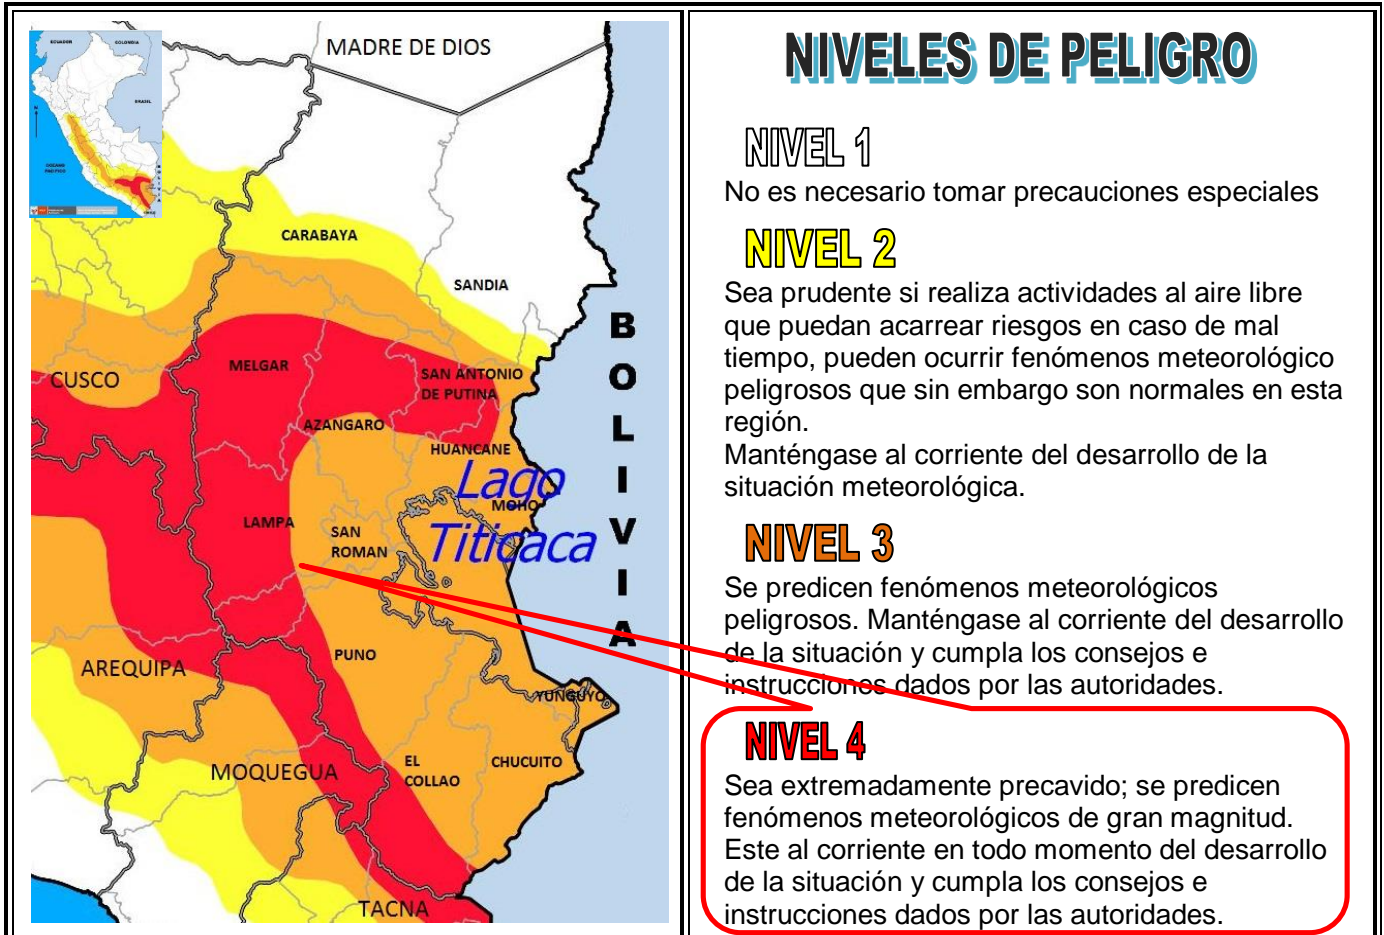 ECUADOR
COLOMBIA
BRASIL
MADRE DE DIOS
CARABAYA
SANDIA
CUSCO
MELGAR
SAN ANTONIO
DE PUTINA
AZANGARO
HUANCANE
Lago
Titicaca
MOHO
LAMPA
SAN
ROMAN
PUNO
AREQUIPA
YUNGUYO
EL
COLLAO
CHUCUITO
MOQUEGUA
TACNA
B
O
L
I
V
I
A
NIVELES DE PELIGRO
NIVEL 1
No es necesario tomar precauciones especiales
NIVEL 2
Sea prudente si realiza actividades al aire libre
que puedan acarrear riesgos en caso de mal
tiempo, pueden ocurrir fenómenos meteorológico
peligrosos que sin embargo son normales en esta
región.
Manténgase al corriente del desarrollo de la
situación meteorológica.
NIVEL 3
Se predicen fenómenos meteorológicos
peligrosos. Manténgase al corriente del desarrollo
de la situación y cumpla los consejos e
instrucciones dados por las autoridades.
NIVEL 4
Sea extremadamente precavido; se predicen
fenómenos meteorológicos de gran magnitud.
Este al corriente en todo momento del desarrollo
de la situación y cumpla los consejos e
instrucciones dados por las autoridades.